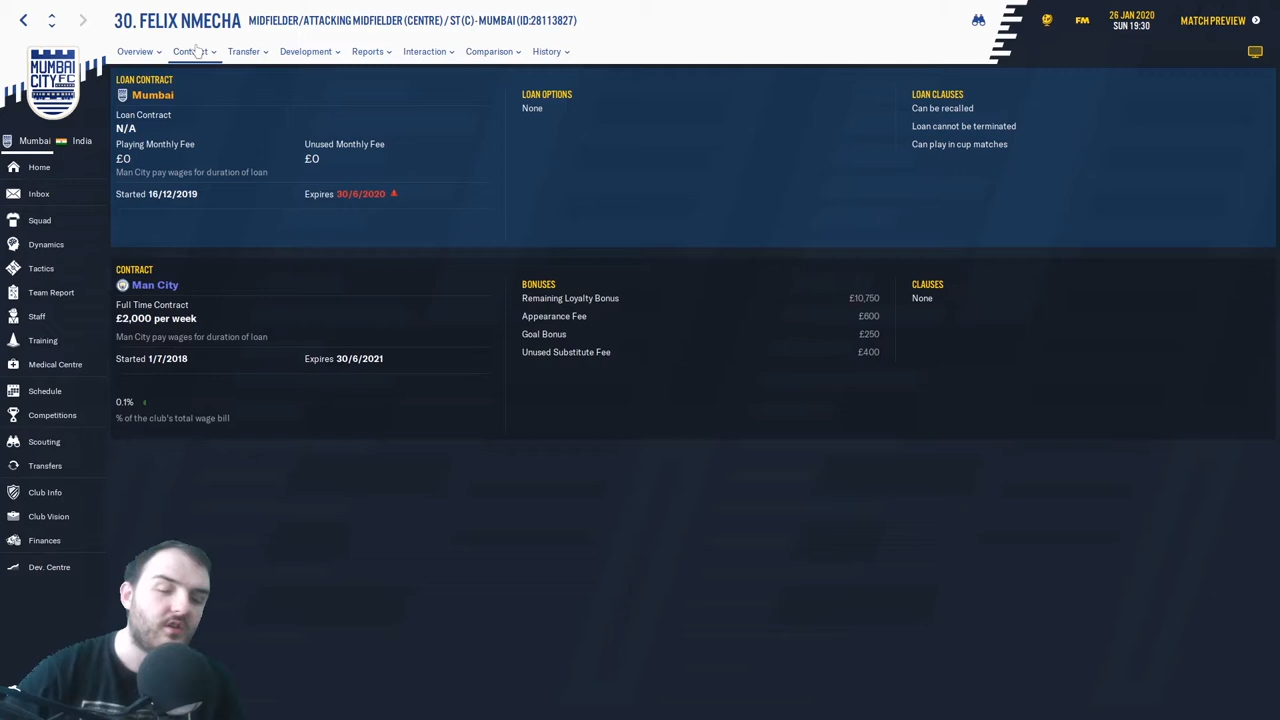 30. FELIX NMECHA MIDFIELDER/ATTACKING MIDFIELDER (CENTRE) / ST (C) - MUMBAI (ID:28113827)
FM
26 JAN 2020
SUN 19:30
MATCH PREVIEW
Overview Contract Transfer Development Reports Interaction Comparison History
MUMBAI
CITY FC
Mumbai India
Home
Inbox
Squad
Dynamics
Tactics
Team Report
Staff
Training
Medical Centre
Schedule
Competitions
Scouting
Transfers
Club Info
Club Vision
Finances
Dev. Centre
LOAN CONTRACT
Mumbai
Loan Contract
N/A
Playing Monthly Fee Unused Monthly Fee
£0 £0
Man City pay wages for duration of loan
Started 16/12/2019 Expires 30/6/2020
LOAN OPTIONS
None
LOAN CLAUSES
Can be recalled
Loan cannot be terminated
Can play in cup matches
CONTRACT
Man City
Full Time Contract
£2,000 per week
Man City pay wages for duration of loan
Started 1/7/2018 Expires 30/6/2021
0.1%
% of the club's total wage bill
BONUSES
Remaining Loyalty Bonus £10,750
Appearance Fee £600
Goal Bonus £250
Unused Substitute Fee £400
CLAUSES
None